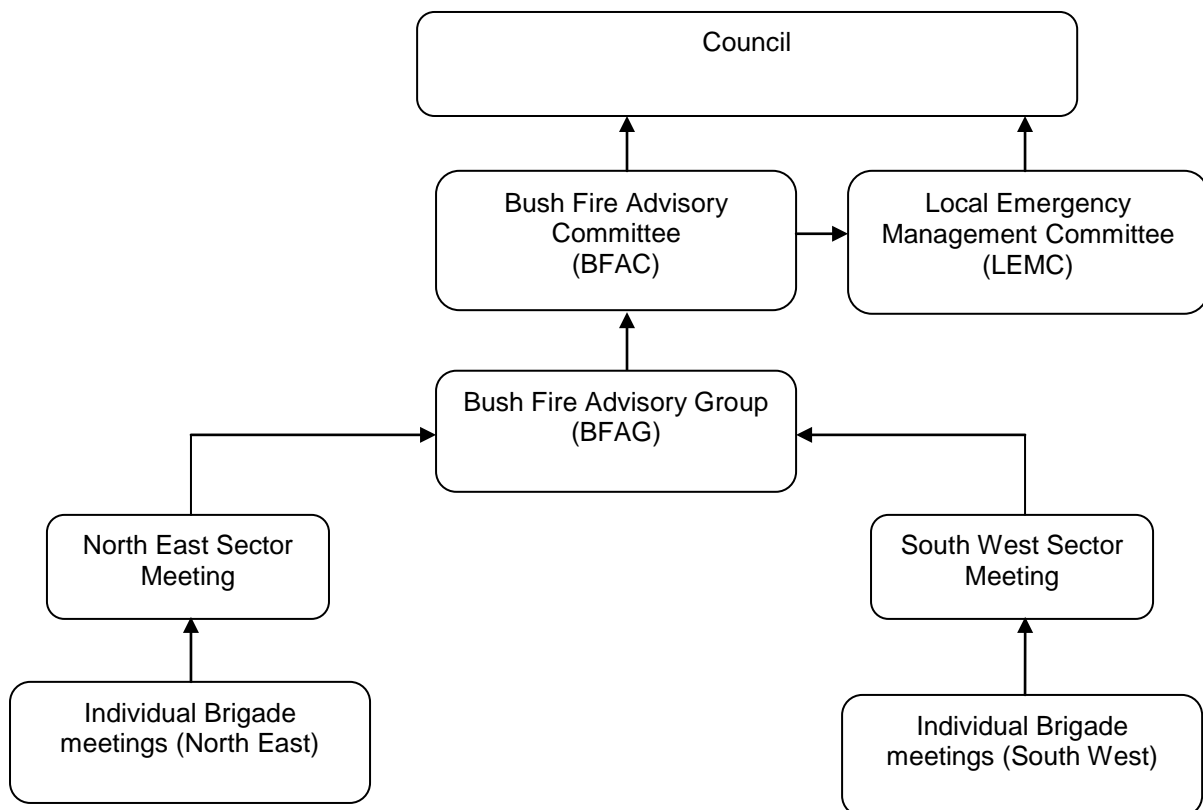 Council
Bush Fire Advisory
Committee
(BFAC)
Local Emergency
Management Committee
(LEMC)
Bush Fire Advisory Group
(BFAG)
North East Sector
Meeting
South West Sector
Meeting
Individual Brigade
meetings (North East)
Individual Brigade
meetings (South West)